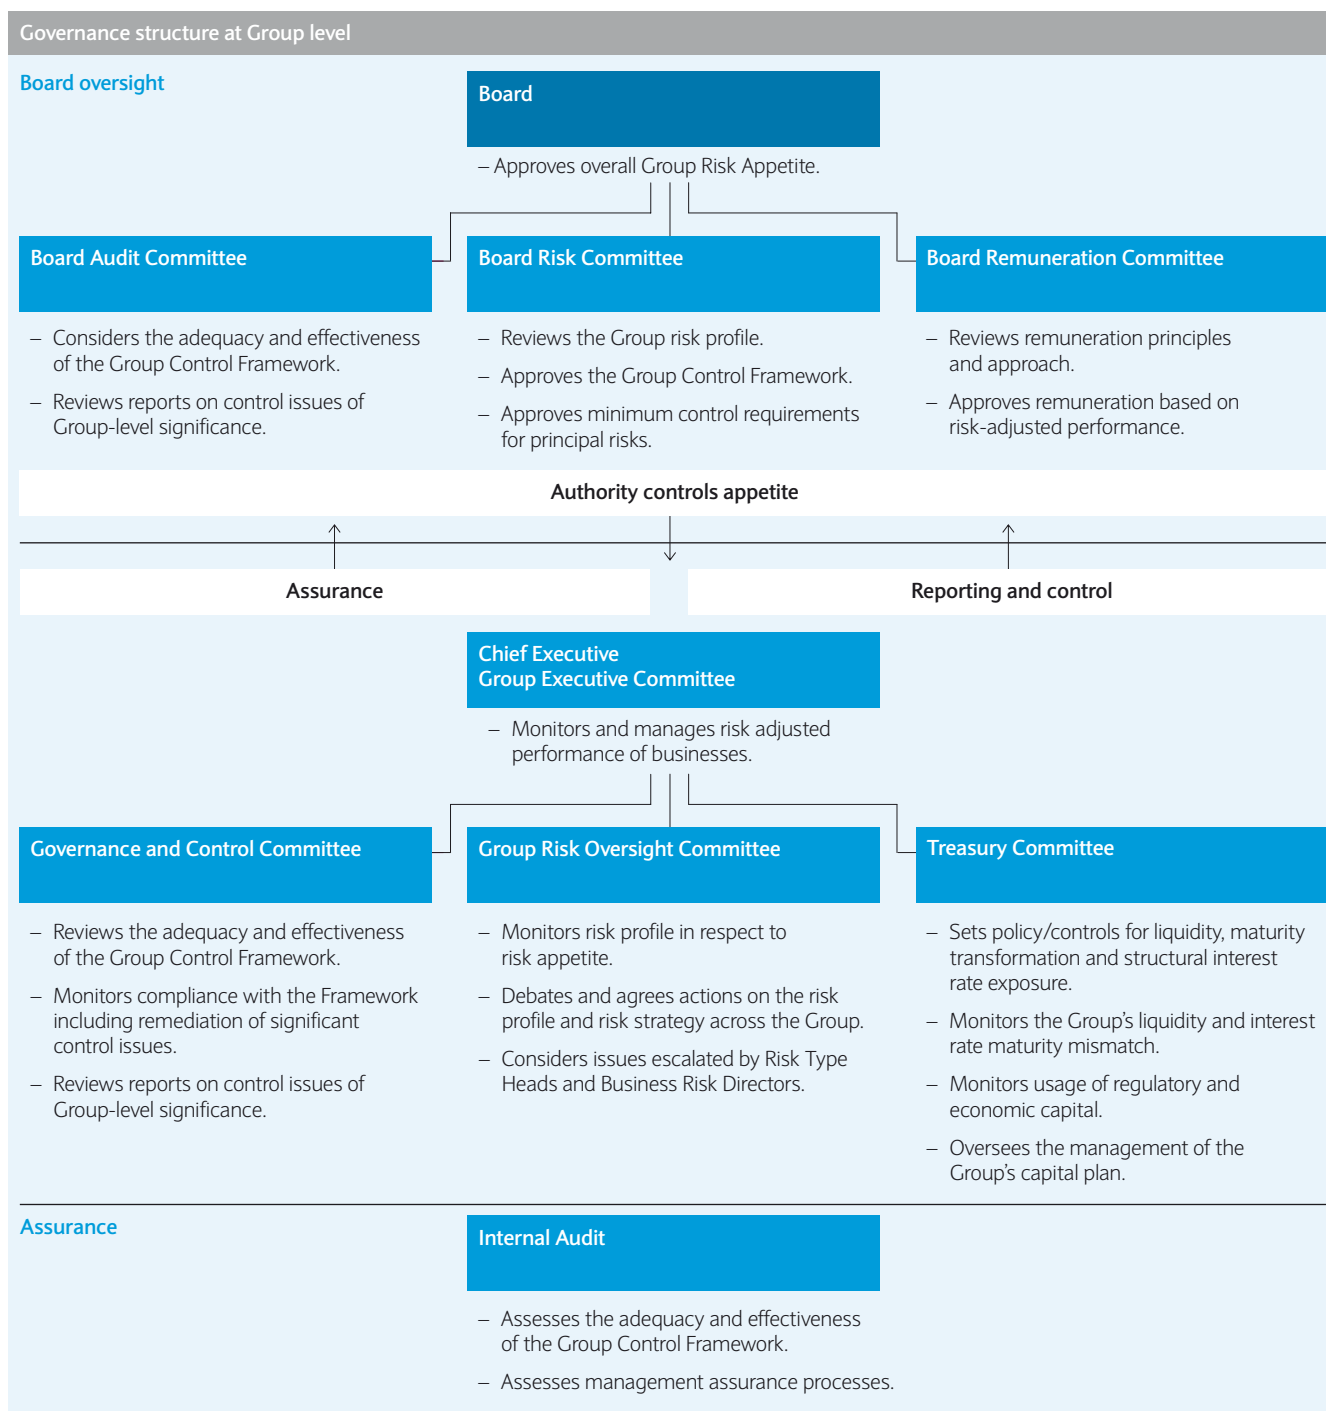 Governance structure at Group level
Board oversight
Board
– Approves overall Group Risk Appetite.
Board Audit Committee
– Considers the adequacy and effectiveness
of the Group Control Framework.
– Reviews reports on control issues of
Group-level significance.
Board Risk Committee
– Reviews the Group risk profile.
– Approves the Group Control Framework.
– Approves minimum control requirements
for principal risks.
Board Remuneration Committee
– Reviews remuneration principles
and approach.
– Approves remuneration based on
risk-adjusted performance.
Authority controls appetite
Assurance
Reporting and control
Chief Executive
Group Executive Committee
– Monitors and manages risk adjusted
performance of businesses.
Governance and Control Committee
– Reviews the adequacy and effectiveness
of the Group Control Framework.
– Monitors compliance with the Framework
including remediation of significant
control issues.
– Reviews reports on control issues of
Group-level significance.
Group Risk Oversight Committee
– Monitors risk profile in respect to
risk appetite.
– Debates and agrees actions on the risk
profile and risk strategy across the Group.
– Considers issues escalated by Risk Type
Heads and Business Risk Directors.
Treasury Committee
– Sets policy/controls for liquidity, maturity
transformation and structural interest
rate exposure.
– Monitors the Group’s liquidity and interest
rate maturity mismatch.
– Monitors usage of regulatory and
economic capital.
– Oversees the management of the
Group’s capital plan.
Assurance
Internal Audit
– Assesses the adequacy and effectiveness
of the Group Control Framework.
– Assesses management assurance processes.